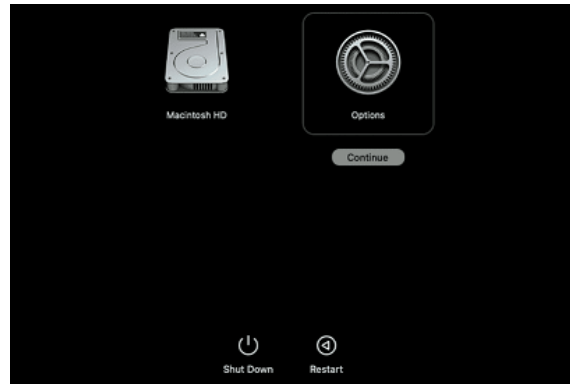 Macintosh HD
Options
Continue
Shut Down
Restart